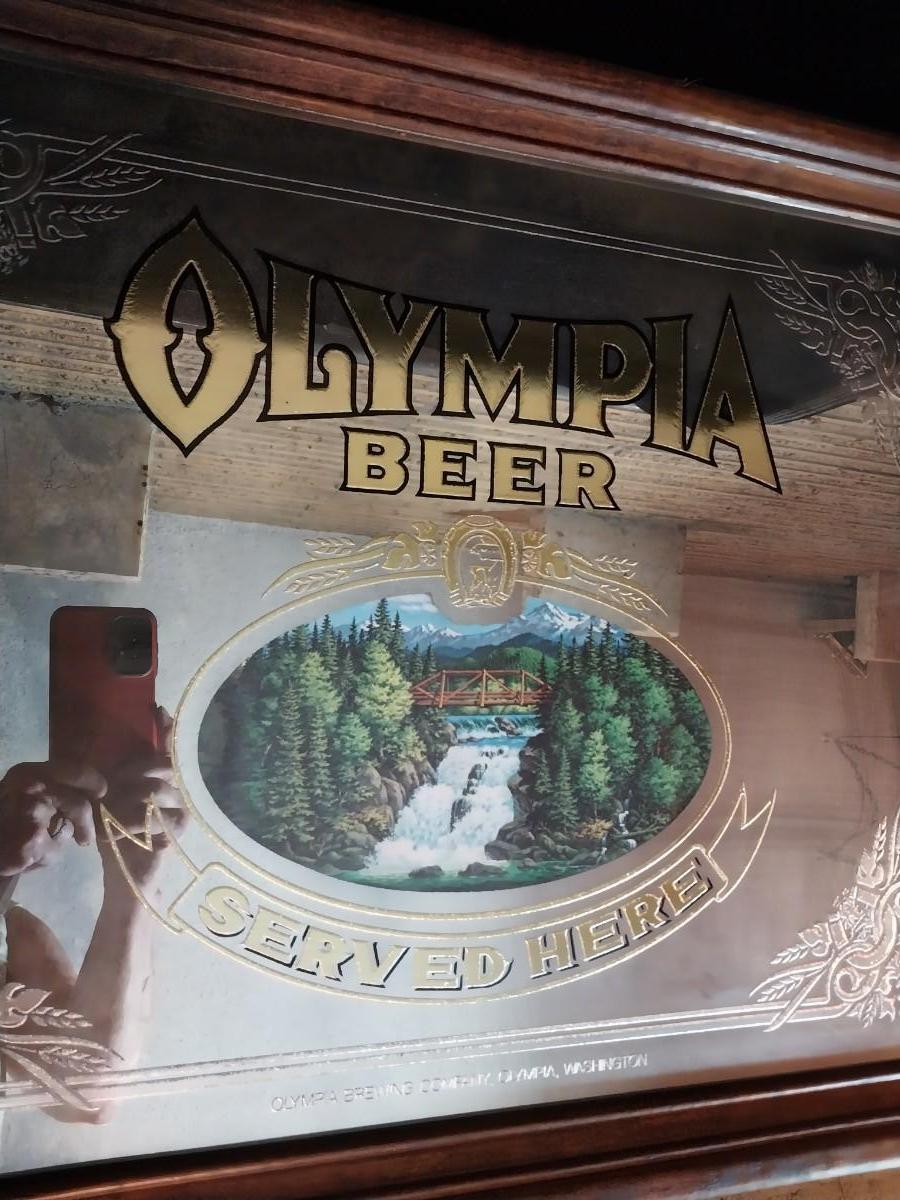 OLYMPIA
BEER
SERVED HERE
OLYMPIA BREWING COMPANY, OLYMPIA, WASHINGTON